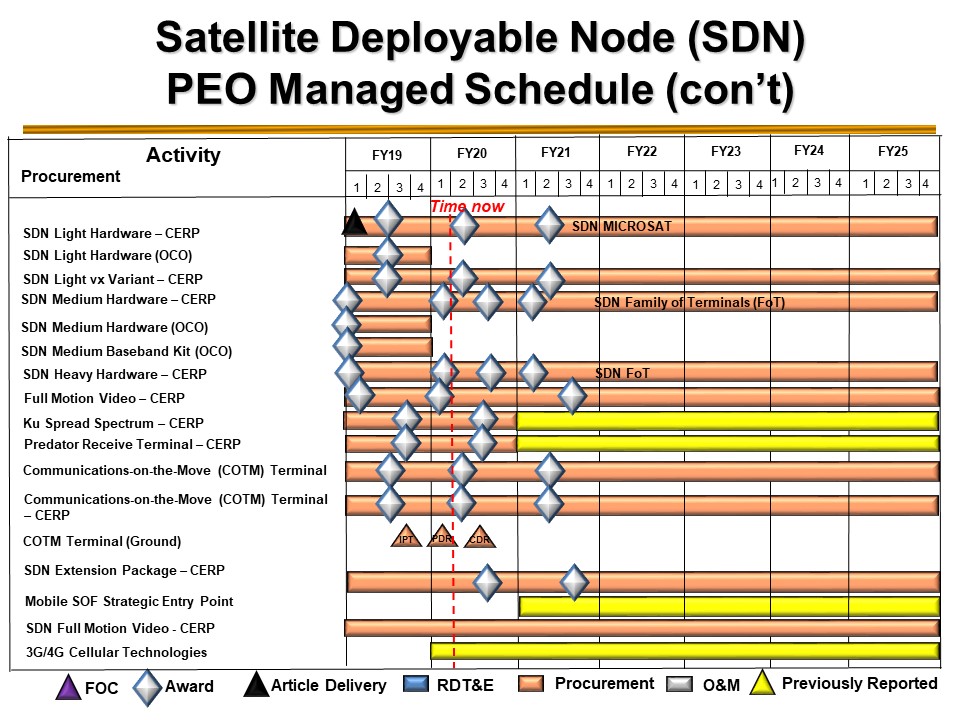 Satellite Deployable Node (SDN)
PEO Managed Schedule (con't)
Activity
Procurement
FY19 FY20 FY21 FY22 FY23 FY24 FY25
1 2 3 4 1 2 3 4 1 2 3 4 1 2 3 4 1 2 3 4 1 2 3 4 1 2 3 4
Time now
SDN Light Hardware – CERP SDN MICROSAT
SDN Light Hardware (OCO)
SDN Light vx Variant – CERP
SDN Medium Hardware – CERP SDN Family of Terminals (FoT)
SDN Medium Hardware (OCO)
SDN Medium Baseband Kit (OCO)
SDN Heavy Hardware – CERP SDN FoT
Full Motion Video – CERP
Ku Spread Spectrum – CERP
Predator Receive Terminal – CERP
Communications-on-the-Move (COTM) Terminal
Communications-on-the-Move (COTM) Terminal
– CERP
COTM Terminal (Ground) IPT PDR CDR
SDN Extension Package – CERP
Mobile SOF Strategic Entry Point
SDN Full Motion Video - CERP
3G/4G Cellular Technologies
FOC Award Article Delivery RDT&E Procurement O&M Previously Reported